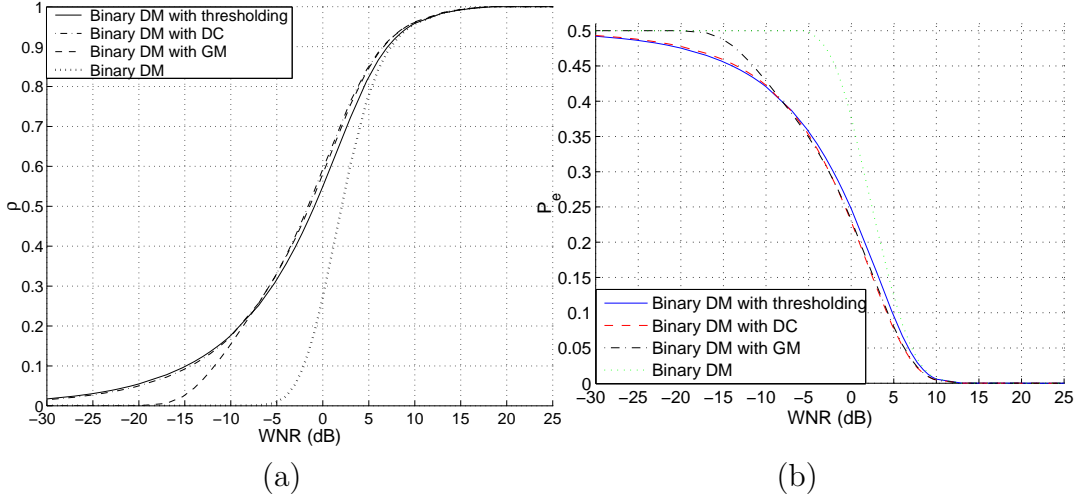 1
0.9
0.8
0.7
0.6
0.5
0.4
0.3
0.2
0.1
0
ρ
Binary DM with thresholding
Binary DM with DC
Binary DM with GM
Binary DM
−30 −25 −20 −15 −10 −5 0 5 10 15 20 25
WNR (dB)
(a)
0.5
0.45
0.4
0.35
0.3
0.25
0.2
0.15
0.1
0.05
0
P_e
Binary DM with thresholding
Binary DM with DC
Binary DM with GM
Binary DM
−30 −25 −20 −15 −10 −5 0 5 10 15 20 25
WNR (dB)
(b)